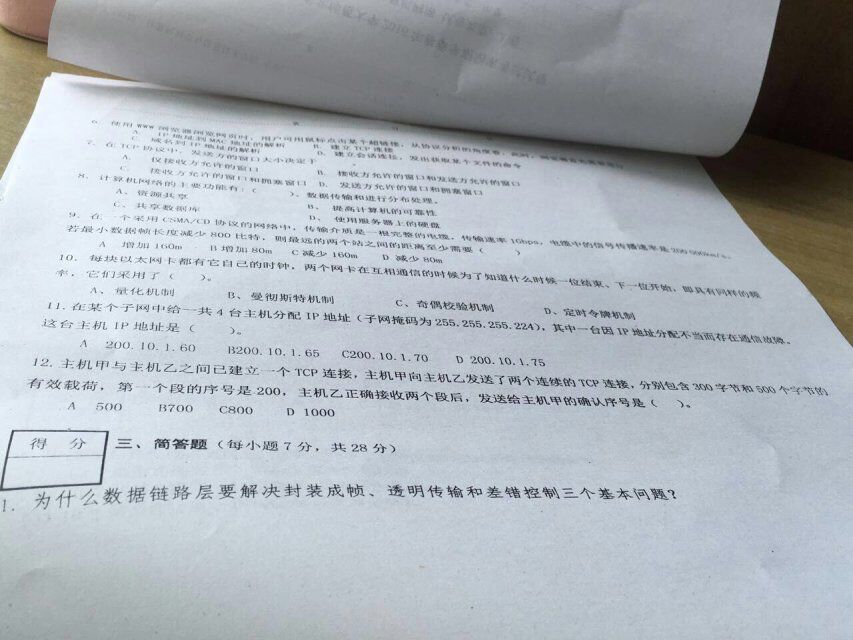 6. 使用 WWW 浏览器浏览网页时，用户可用鼠标点击某个超链接，从协议分析的角度看，此时，浏览器首先要进行
A. IP 地址到 MAC 地址的解析 B. 建立 TCP 连接
C. 域名到 IP 地址的解析 D. 建立会话连接，发出获取某个文件的命令
7. 在 TCP 协议中，发送方的窗口大小决定于
A. 仅接收方允许的窗口 B. 接收方允许的窗口和发送方允许的窗口
C. 接收方允许的窗口和拥塞窗口 D. 发送方允许的窗口和拥塞窗口
8. 计算机网络的主要功能有：（ ）、数据传输和进行分布处理。
A、资源共享 B、提高计算机的可靠性
C、共享数据库 D、使用服务器上的硬盘
9. 在一个采用 CSMA/CD 协议的网络中，传输介质是一根完整的电缆，传输速率 1Gbps，电缆中的信号传播速率是 200 000km/s。
若最小数据帧长度减少 800 比特，则最远的两个站之间的距离至少需要（ ）
A 增加 160m B 增加 80m C 减少 160m D 减少 80m
10. 每块以太网卡都有它自己的时钟，两个网卡在互相通信的时候为了知道什么时候一位结束、下一位开始，即具有同样的频
率，它们采用了（ ）。
A、量化机制 B、曼彻斯特机制 C、奇偶校验机制 D、定时令牌机制
11. 在某个子网中给一共 4 台主机分配 IP 地址（子网掩码为 255.255.255.224），其中一台因 IP 地址分配不当而存在通信故障。
这台主机 IP 地址是（ ）。
A 200.10.1.60 B200.10.1.65 C200.10.1.70 D 200.10.1.75
12. 主机甲与主机乙之间已建立一个 TCP 连接，主机甲向主机乙发送了两个连续的 TCP 连接，分别包含 300 字节和 500 个字节的
有效载荷，第一个段的序号是 200，主机乙正确接收两个段后，发送给主机甲的确认序号是（ ）。
A 500 B700 C800 D 1000
得 分
三、简答题（每小题 7 分，共 28 分）
1. 为什么数据链路层要解决封装成帧、透明传输和差错控制三个基本问题？